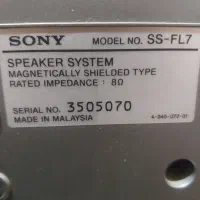 SONY MODEL NO. SS-FL7
SPEAKER SYSTEM
MAGNETICALLY SHIELDED TYPE
RATED IMPEDANCE : 8Ω
SERIAL NO. 3505070
MADE IN MALAYSIA